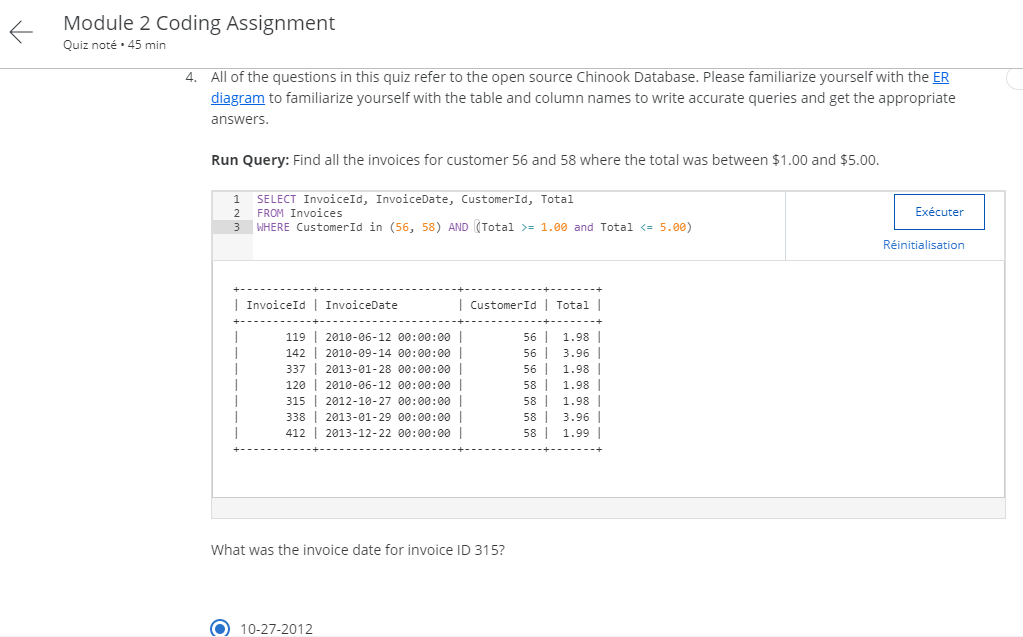 Module 2 Coding Assignment
Quiz noté • 45 min
4. All of the questions in this quiz refer to the open source Chinook Database. Please familiarize yourself with the ER
diagram to familiarize yourself with the table and column names to write accurate queries and get the appropriate
answers.
Run Query: Find all the invoices for customer 56 and 58 where the total was between $1.00 and $5.00.
1 SELECT InvoiceId, InvoiceDate, CustomerId, Total
2 FROM Invoices
3 WHERE CustomerId in (56, 58) AND (Total >= 1.00 and Total <= 5.00)
Exécuter
Réinitialisation
+-----------+---------------------+------------+-------+
| InvoiceId | InvoiceDate         | CustomerId | Total |
+-----------+---------------------+------------+-------+
|       119 | 2010-06-12 00:00:00 |         56 |  1.98 |
|       142 | 2010-09-14 00:00:00 |         56 |  3.96 |
|       337 | 2013-01-28 00:00:00 |         56 |  1.98 |
|       120 | 2010-06-12 00:00:00 |         58 |  1.98 |
|       315 | 2012-10-27 00:00:00 |         58 |  1.98 |
|       338 | 2013-01-29 00:00:00 |         58 |  3.96 |
|       412 | 2013-12-22 00:00:00 |         58 |  1.99 |
+-----------+---------------------+------------+-------+
What was the invoice date for invoice ID 315?
10-27-2012